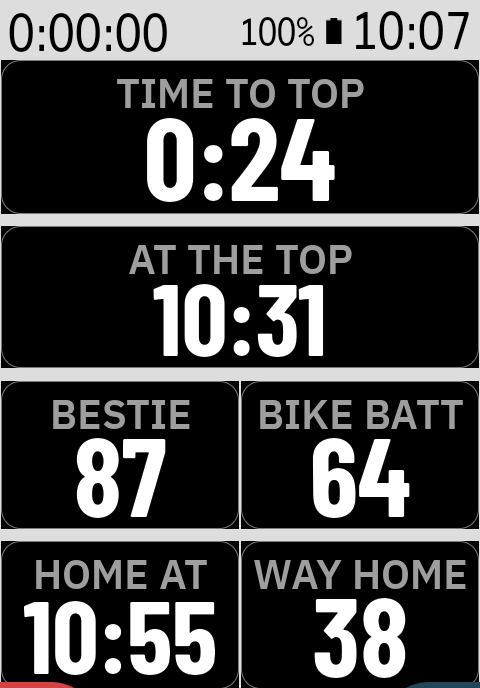 0:00:00 100% 10:07
TIME TO TOP
0:24
AT THE TOP
10:31
BESTIE BIKE BATT
87 64
HOME AT WAY HOME
10:55 38